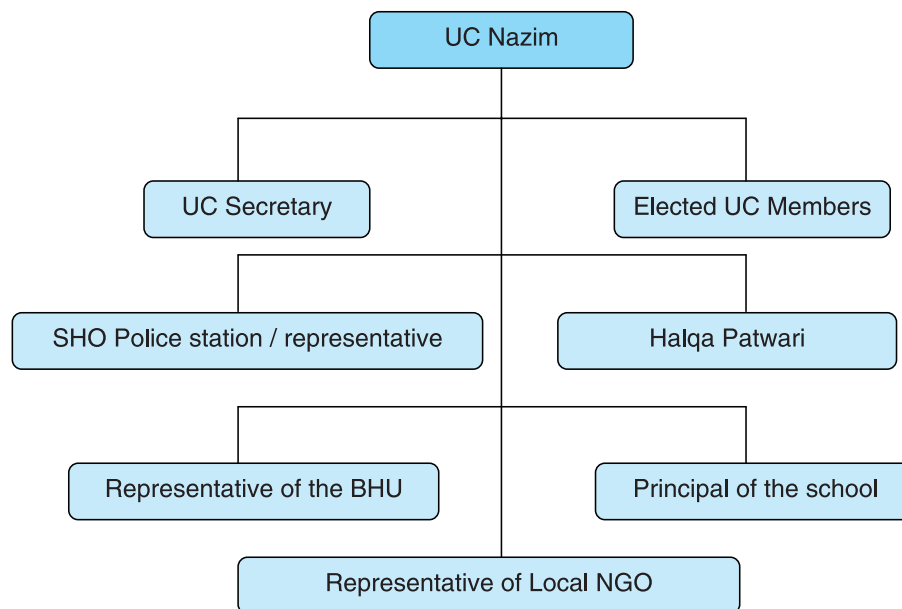 UC Nazim
UC Secretary
Elected UC Members
SHO Police station / representative
Halqa Patwari
Representative of the BHU
Principal of the school
Representative of Local NGO